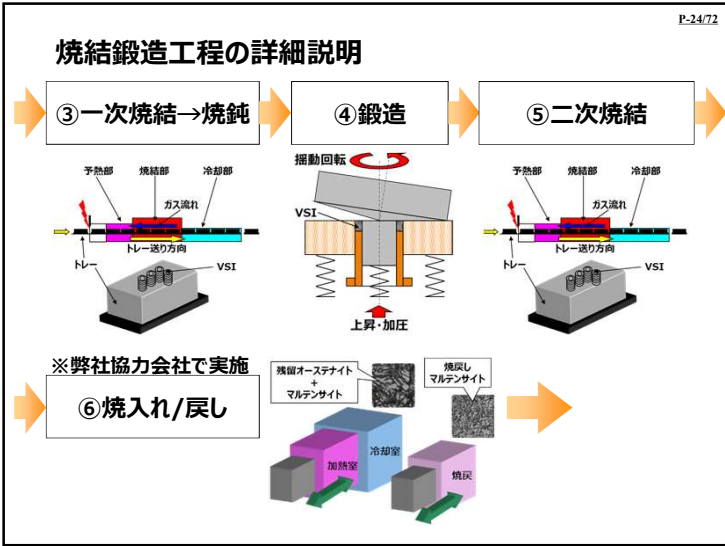 P-24/72
焼結鍛造工程の詳細説明
③一次焼結→焼鈍
④鍛造
⑤二次焼結
予熱部
焼結部
冷却部
ガス流れ
トレー送り方向
トレー
VSI
揺動回転
VSI
上昇・加圧
予熱部
焼結部
冷却部
ガス流れ
トレー送り方向
トレー
VSI
※弊社協力会社で実施
⑥焼入れ/戻し
残留オーステナイト
+
マルテンサイト
冷却室
加熱室
焼戻し
マルテンサイト
焼戻